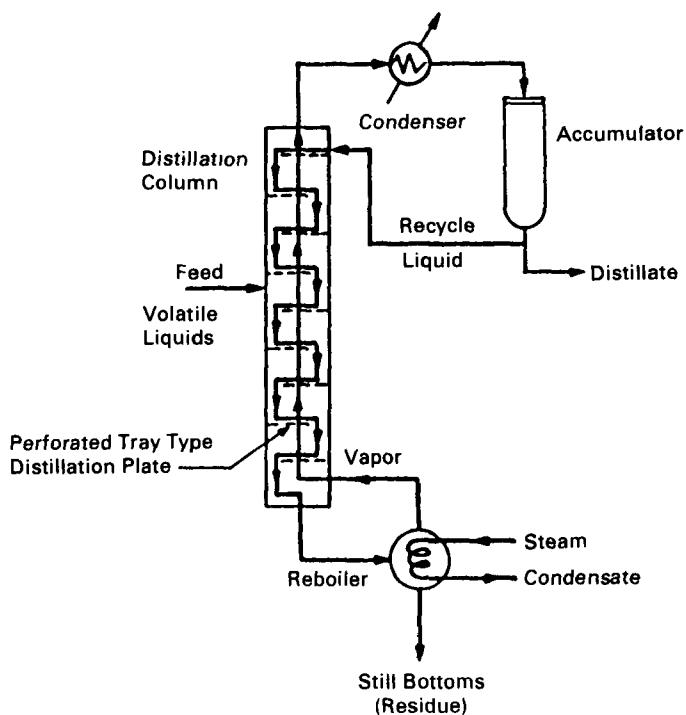 Condenser
Accumulator
Distillation
Column
Recycle
Liquid
Distillate
Feed
Volatile
Liquids
Perforated Tray Type
Distillation Plate
Vapor
Steam
Condensate
Reboiler
Still Bottoms
(Residue)